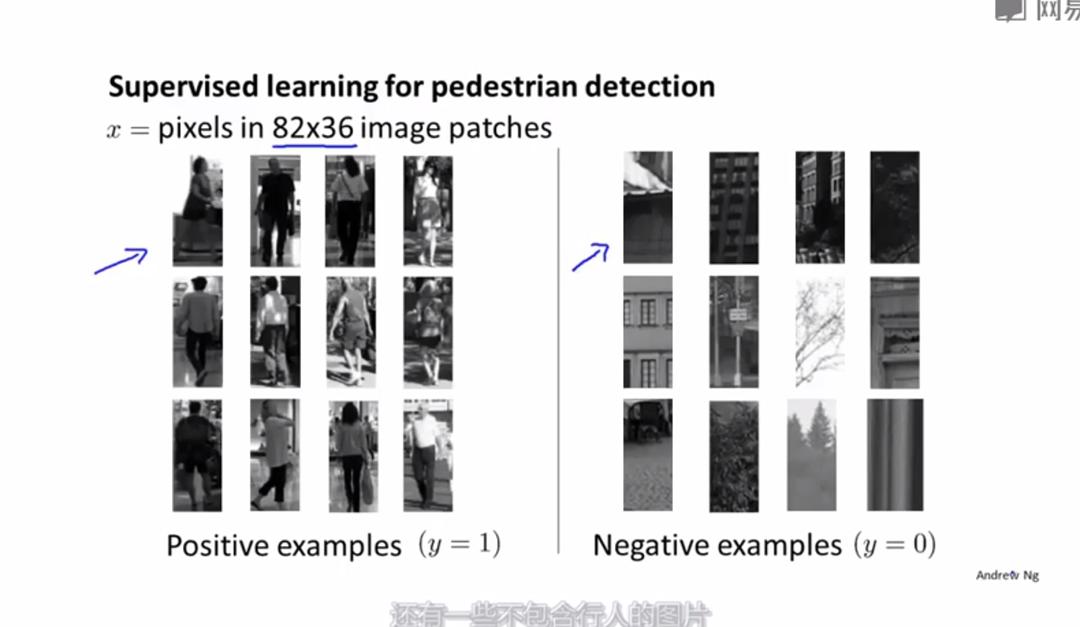 网易
Supervised learning for pedestrian detection
x = pixels in 82x36 image patches
Positive examples (y = 1)
Negative examples (y = 0)
Andrew Ng
还有一些不包含行人的图片